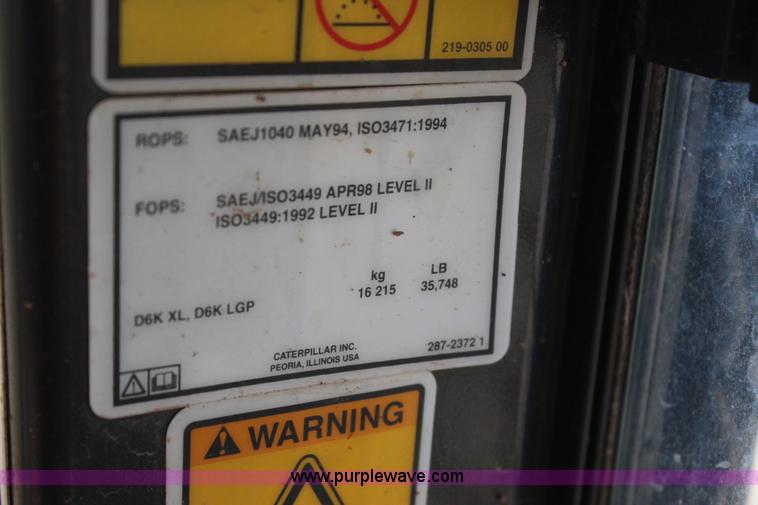 219-0305 00
ROPS: SAEJ1040 MAY94, ISO3471:1994
FOPS: SAEJ/ISO3449 APR98 LEVEL II
ISO3449:1992 LEVEL II
kg LB
16 215 35,748
D6K XL, D6K LGP
CATERPILLAR INC.
PEORIA, ILLINOIS USA
287-2372 1
WARNING
www.purplewave.com